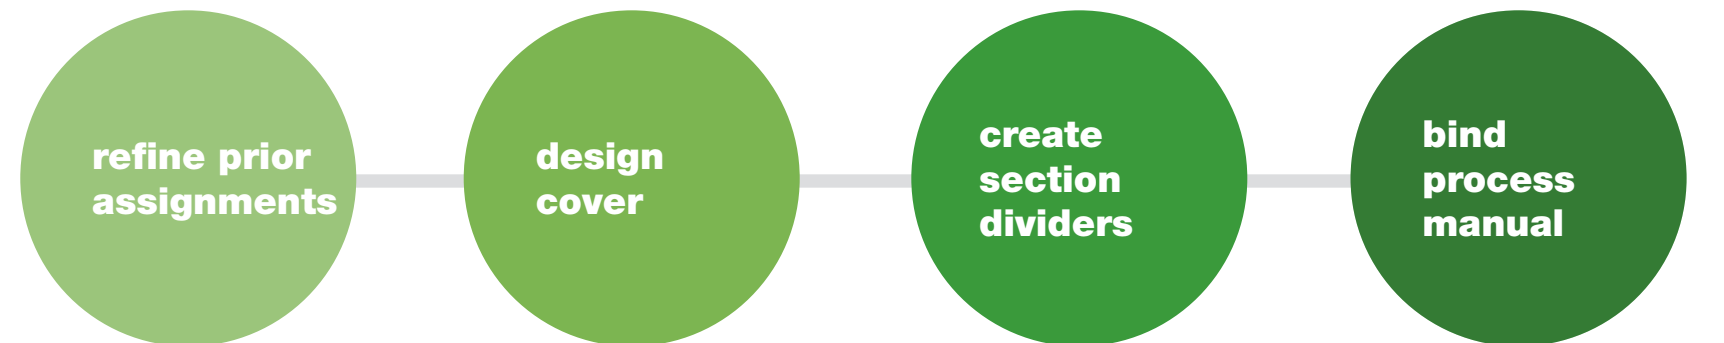 refine prior
assignments
design
cover
create
section
dividers
bind
process
manual